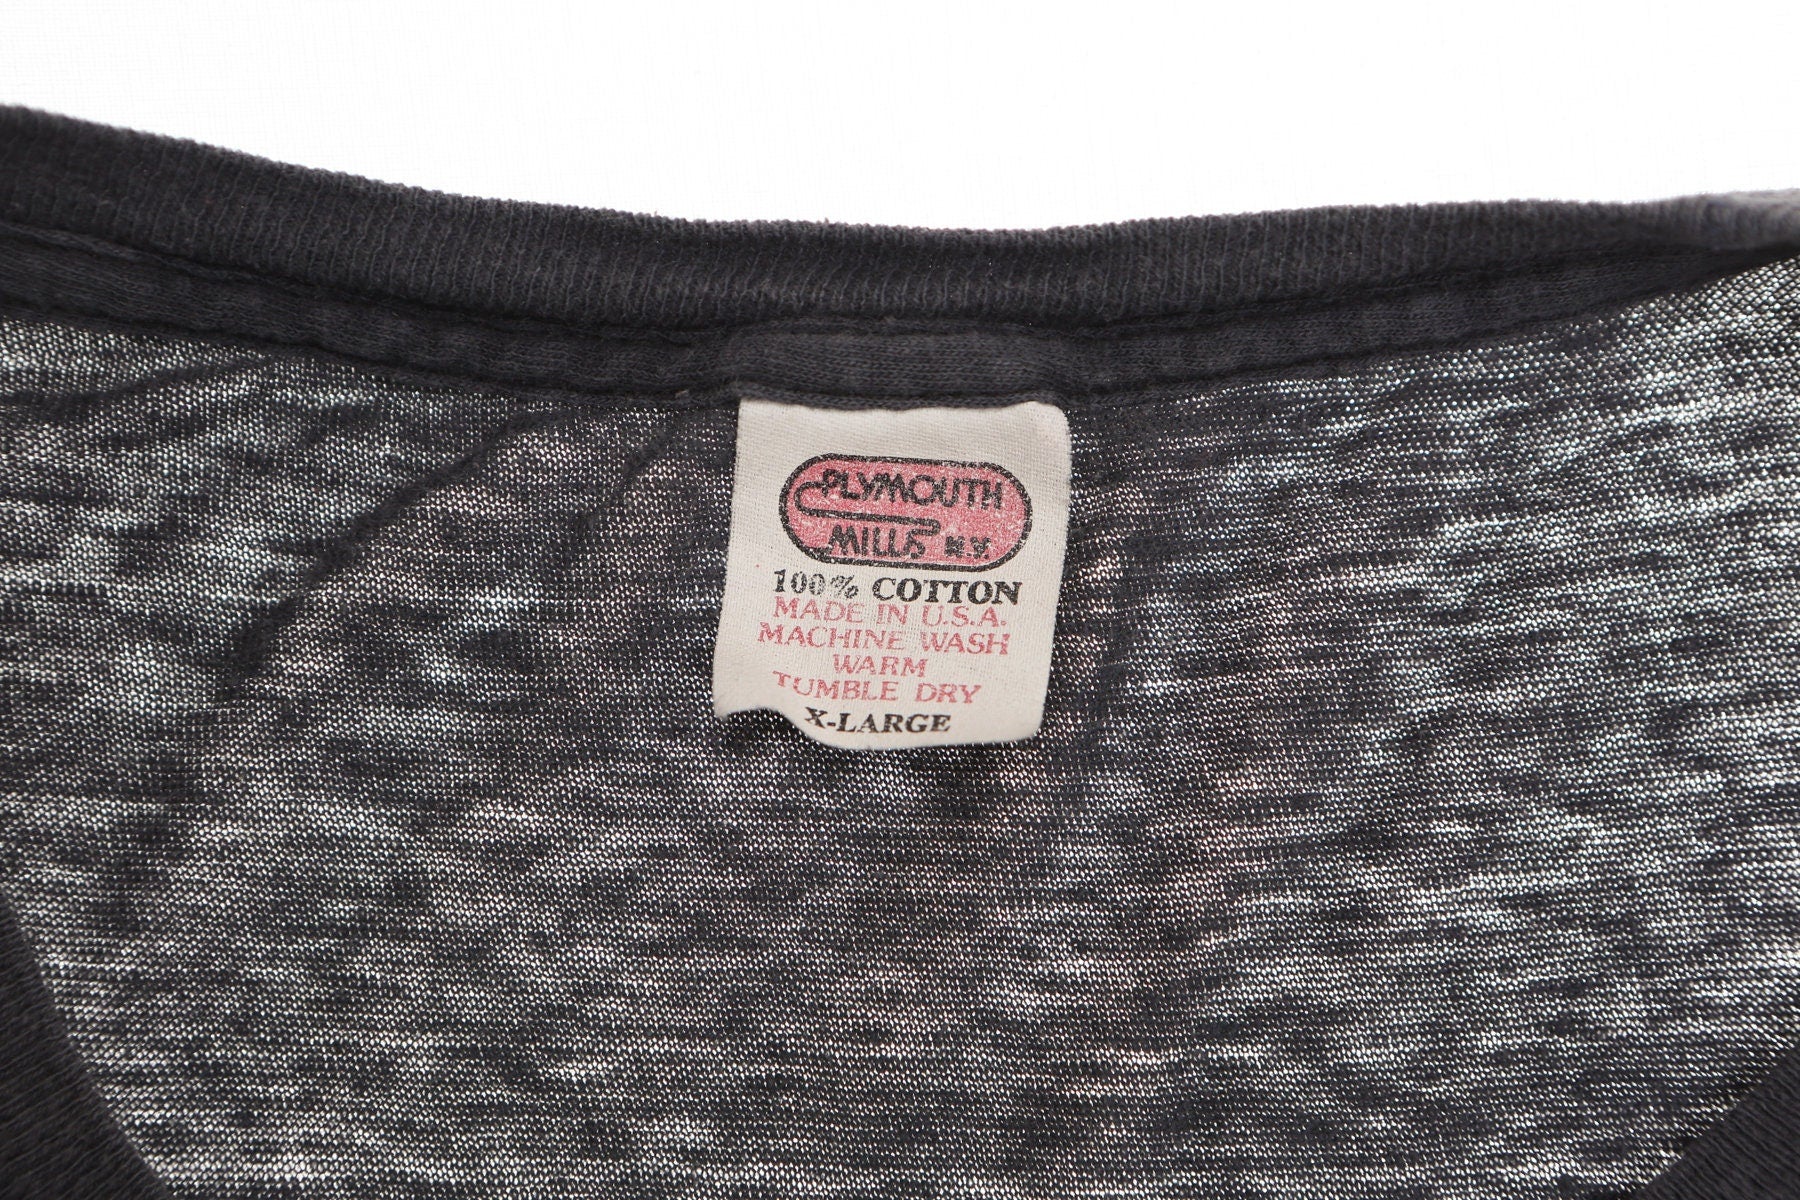 PLYMOUTH
MILLS N.Y.
100% COTTON
MADE IN U.S.A.
MACHINE WASH
WARM
TUMBLE DRY
X-LARGE